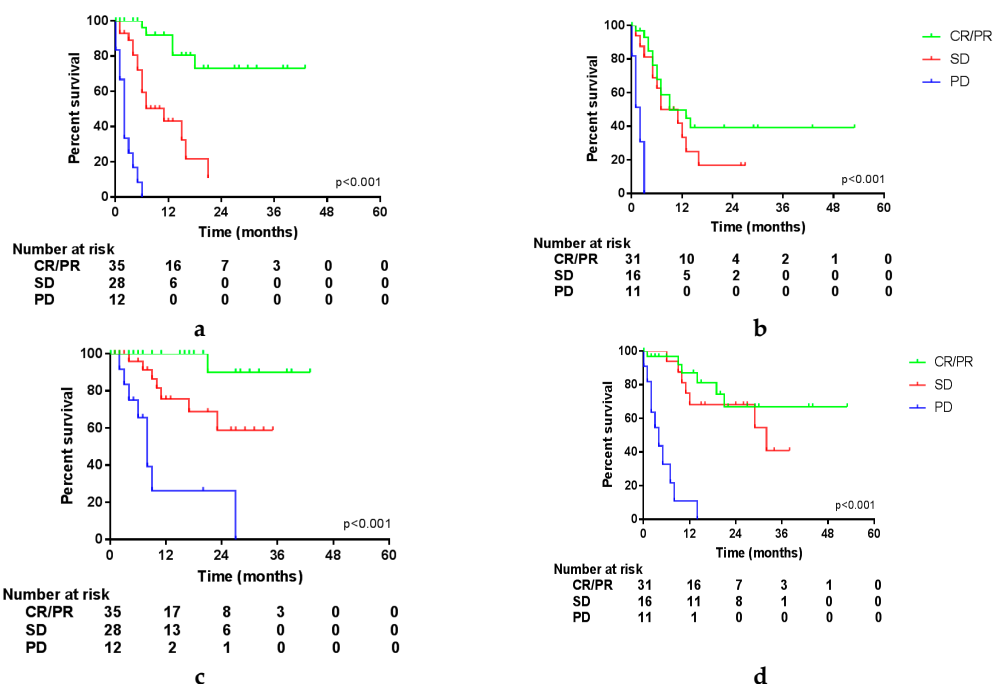 100
80
60
40
20
0
Percent survival
p<0.001
0 12 24 36 48 60
Time (months)
Number at risk
CR/PR 35 16 7 3 0 0
SD 28 6 0 0 0 0
PD 12 0 0 0 0 0
a
100
80
60
40
20
0
Percent survival
p<0.001
0 12 24 36 48 60
Time (months)
CR/PR
SD
PD
Number at risk
CR/PR 31 10 4 2 1 0
SD 16 5 2 0 0 0
PD 11 0 0 0 0 0
b
100
80
60
40
20
0
Percent survival
p<0.001
0 12 24 36 48 60
Time (months)
Number at risk
CR/PR 35 17 8 3 0 0
SD 28 13 6 0 0 0
PD 12 2 1 0 0 0
c
100
80
60
40
20
0
Percent survival
p<0.001
0 12 24 36 48 60
Time (months)
CR/PR
SD
PD
Number at risk
CR/PR 31 16 7 3 1 0
SD 16 11 8 1 0 0
PD 11 1 0 0 0 0
d